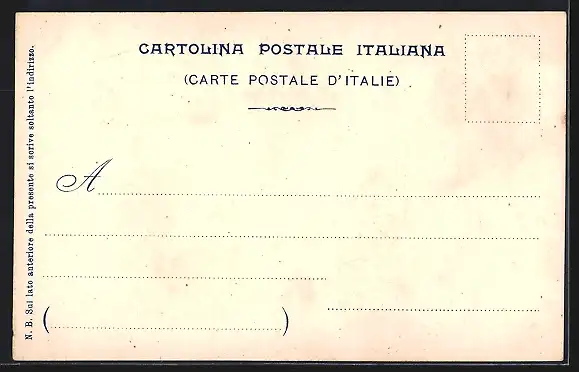 CARTOLINA POSTALE ITALIANA
(CARTE POSTALE D'ITALIE)
A
( )
N. B. Sul lato anteriore della presente si scrive soltanto l'indirizzo.